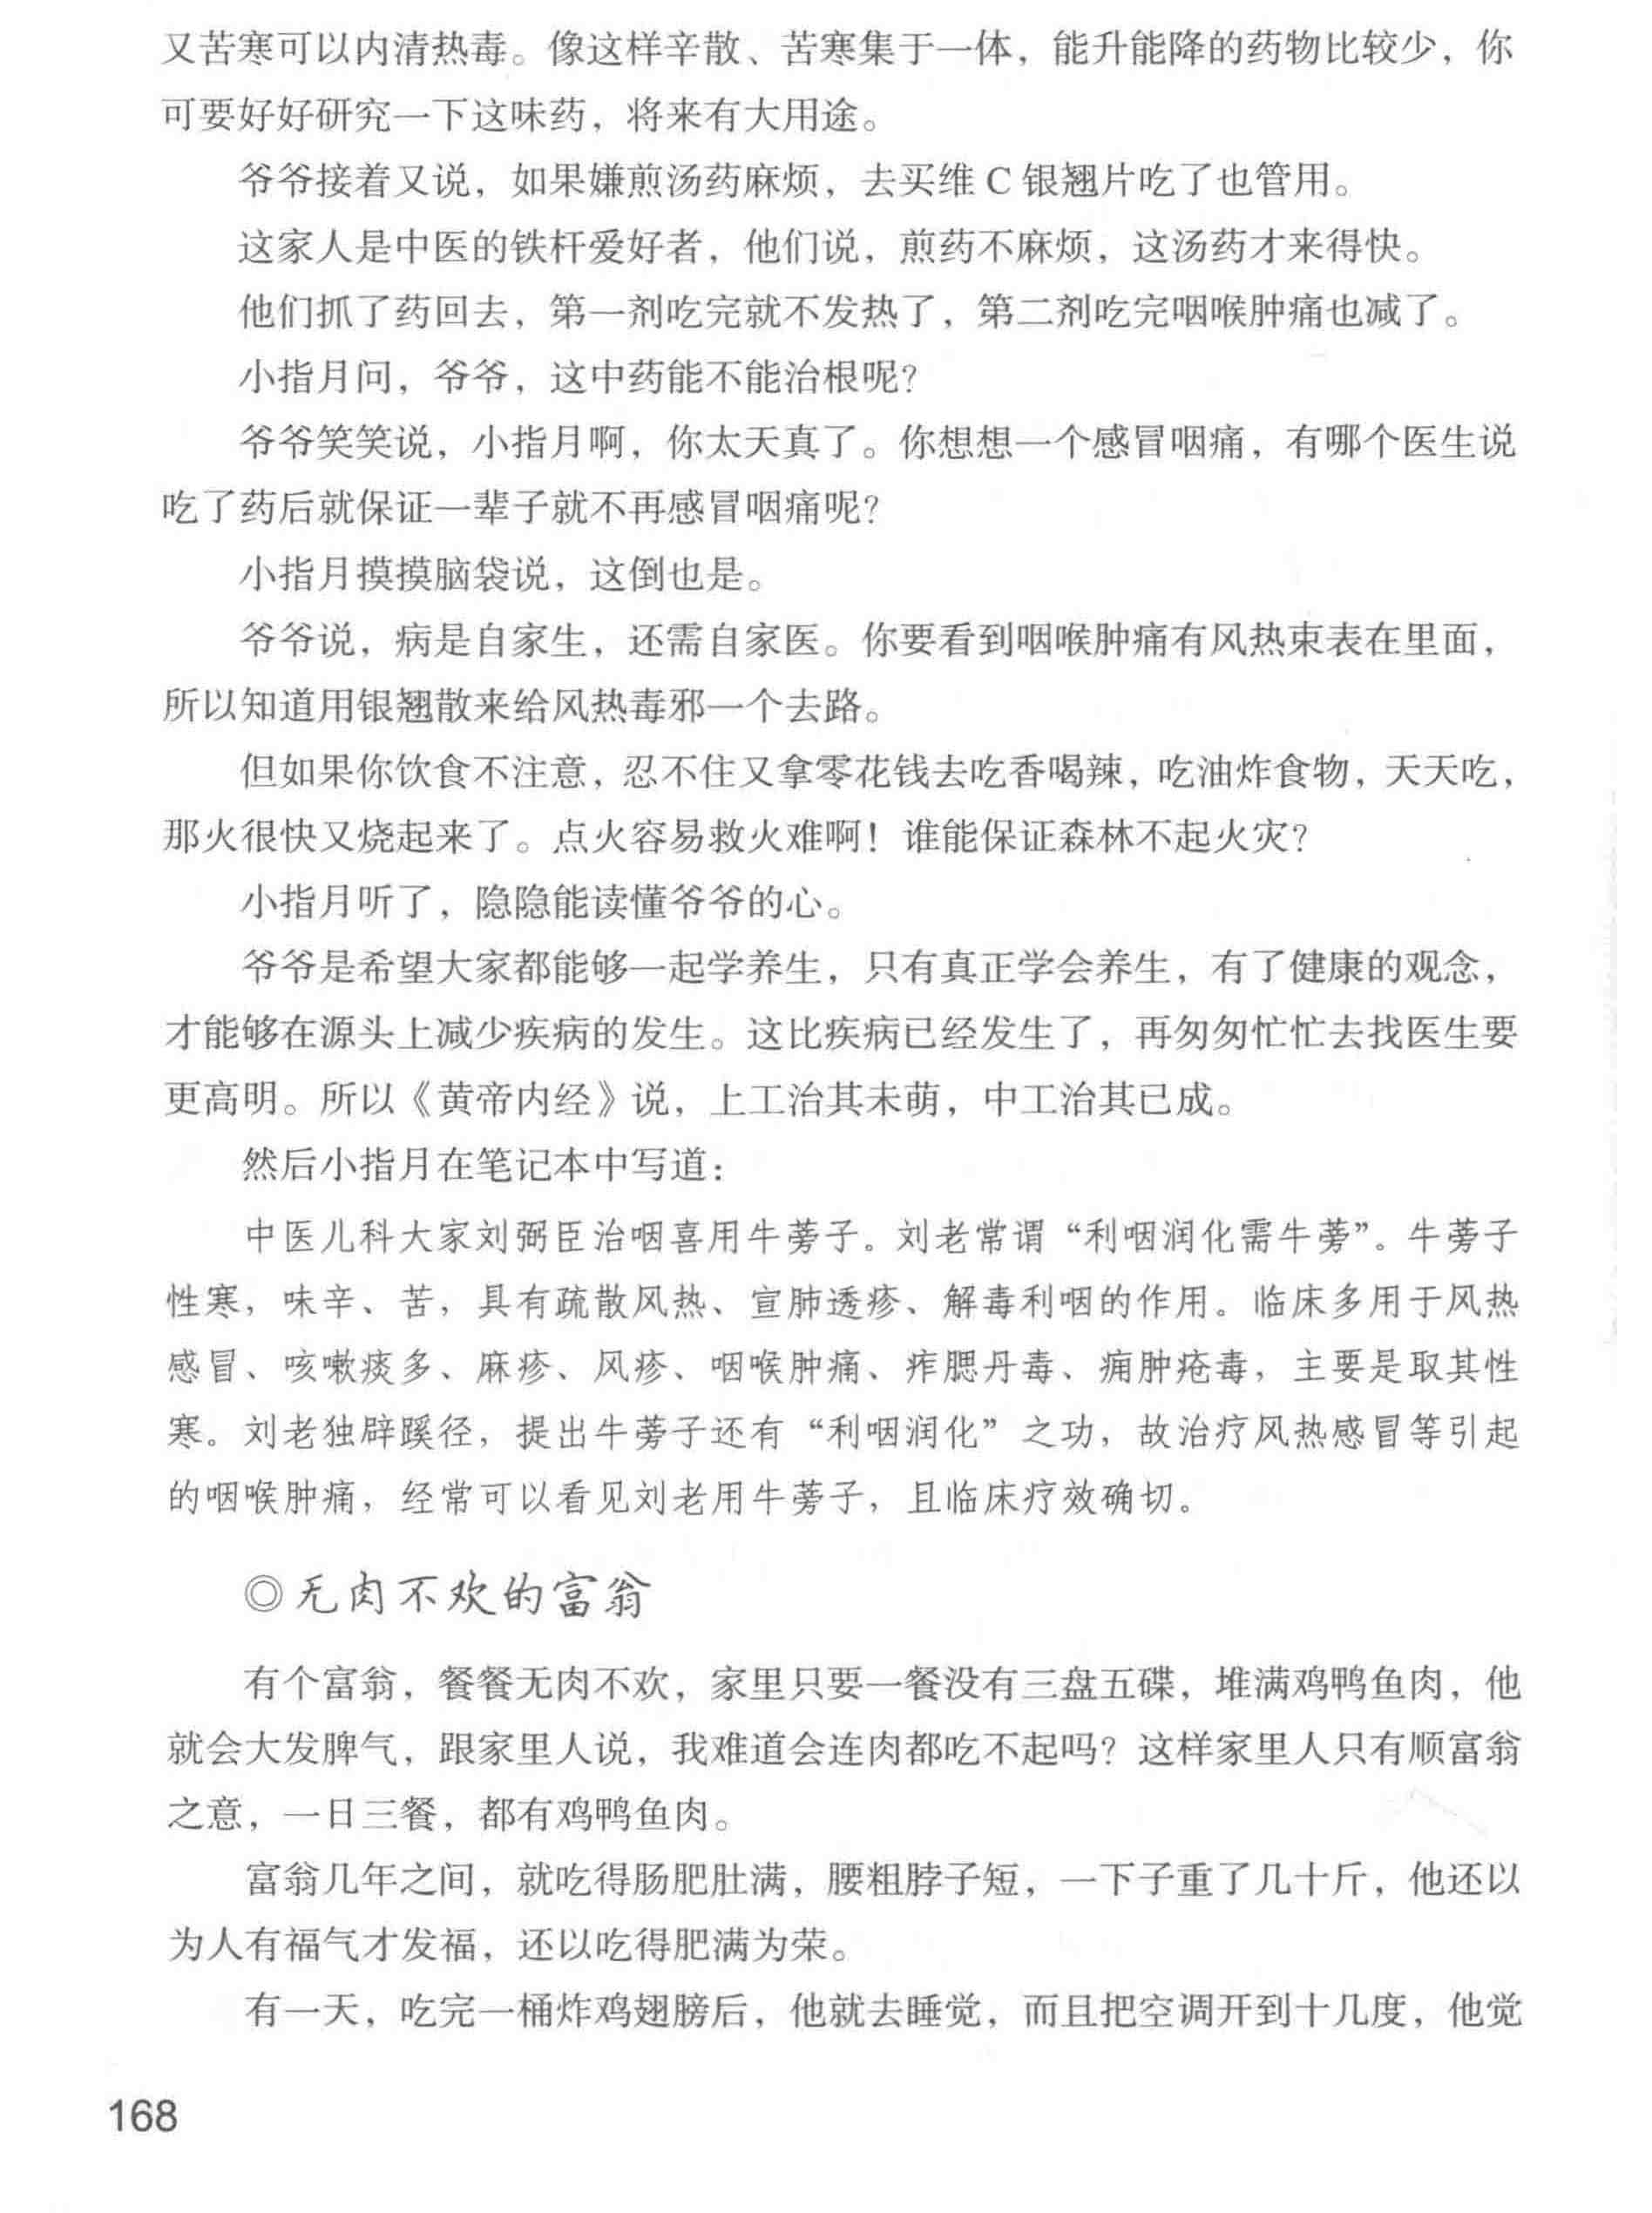 又苦寒可以内清热毒。像这样辛散、苦寒集于一体，能升能降的药物比较少，你
可要好好研究一下这味药，将来有大用途。
爷爷接着又说，如果嫌煎汤药麻烦，去买维 C 银翘片吃了也管用。
这家人是中医的铁杆爱好者，他们说，煎药不麻烦，这汤药才来得快。
他们抓了药回去，第一剂吃完就不发热了，第二剂吃完咽喉肿痛也减了。
小指月问，爷爷，这中药能不能治根呢？
爷爷笑笑说，小指月啊，你太天真了。你想想一个感冒咽痛，有哪个医生说
吃了药后就保证一辈子就不再感冒咽痛呢？
小指月摸摸脑袋说，这倒也是。
爷爷说，病是自家生，还需自家医。你要看到咽喉肿痛有风热束表在里面，
所以知道用银翘散来给风热毒邪一个去路。
但如果你饮食不注意，忍不住又拿零花钱去吃香喝辣，吃油炸食物，天天吃，
那火很快又烧起来了。点火容易救火难啊！谁能保证森林不起火灾？
小指月听了，隐隐能读懂爷爷的心。
爷爷是希望大家都能够一起学养生，只有真正学会养生，有了健康的观念，
才能够在源头上减少疾病的发生。这比疾病已经发生了，再匆匆忙忙去找医生要
更高明。所以《黄帝内经》说，上工治其未萌，中工治其已成。
然后小指月在笔记本中写道：
中医儿科大家刘弼臣治咽喜用牛蒡子。刘老常谓“利咽润化需牛蒡”。牛蒡子
性寒，味辛、苦，具有疏散风热、宣肺透疹、解毒利咽的作用。临床多用于风热
感冒、咳嗽痰多、麻疹、风疹、咽喉肿痛、痄腮丹毒、痈肿疮毒，主要是取其性
寒。刘老独辟蹊径，提出牛蒡子还有“利咽润化”之功，故治疗风热感冒等引起
的咽喉肿痛，经常可以看见刘老用牛蒡子，且临床疗效确切。
◎无肉不欢的富翁
有个富翁，餐餐无肉不欢，家里只要一餐没有三盘五碟，堆满鸡鸭鱼肉，他
就会大发脾气，跟家里人说，我难道会连肉都吃不起吗？这样家里人只有顺富翁
之意，一日三餐，都有鸡鸭鱼肉。
富翁几年之间，就吃得肠肥肚满，腰粗脖子短，一下子重了几十斤，他还以
为人有福气才发福，还以吃得肥满为荣。
有一天，吃完一桶炸鸡翅膀后，他就去睡觉，而且把空调开到十几度，他觉
168